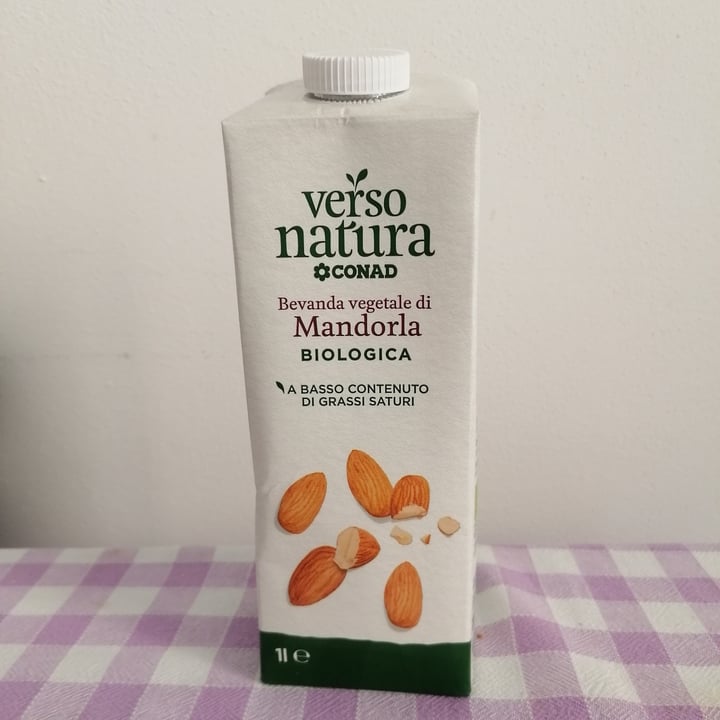 verso
natura
CONAD
Bevanda vegetale di
Mandorla
BIOLOGICA
A BASSO CONTENUTO
DI GRASSI SATURI
1l ℮